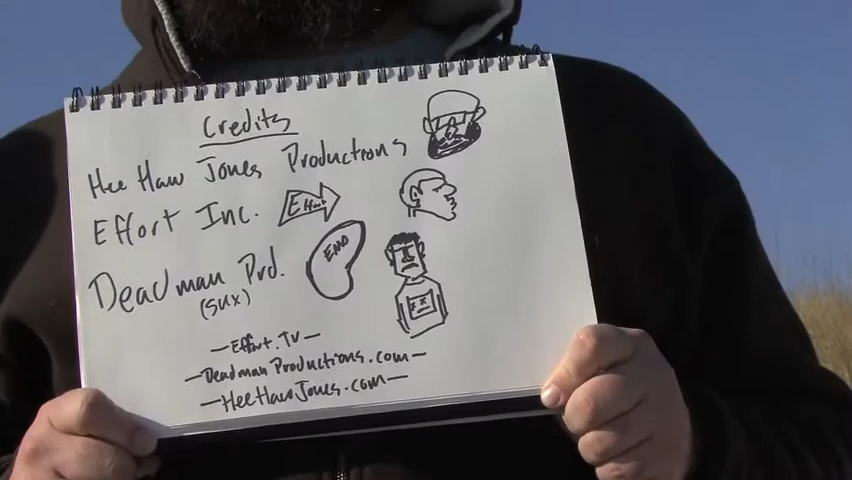 Credits
Hee Haw Jones Productions
Effort Inc. Effort
Deadman Prd. EMO
(sux)
—Effort.TV—
—DeadmanProductions.com—
—HeeHawJones.com—